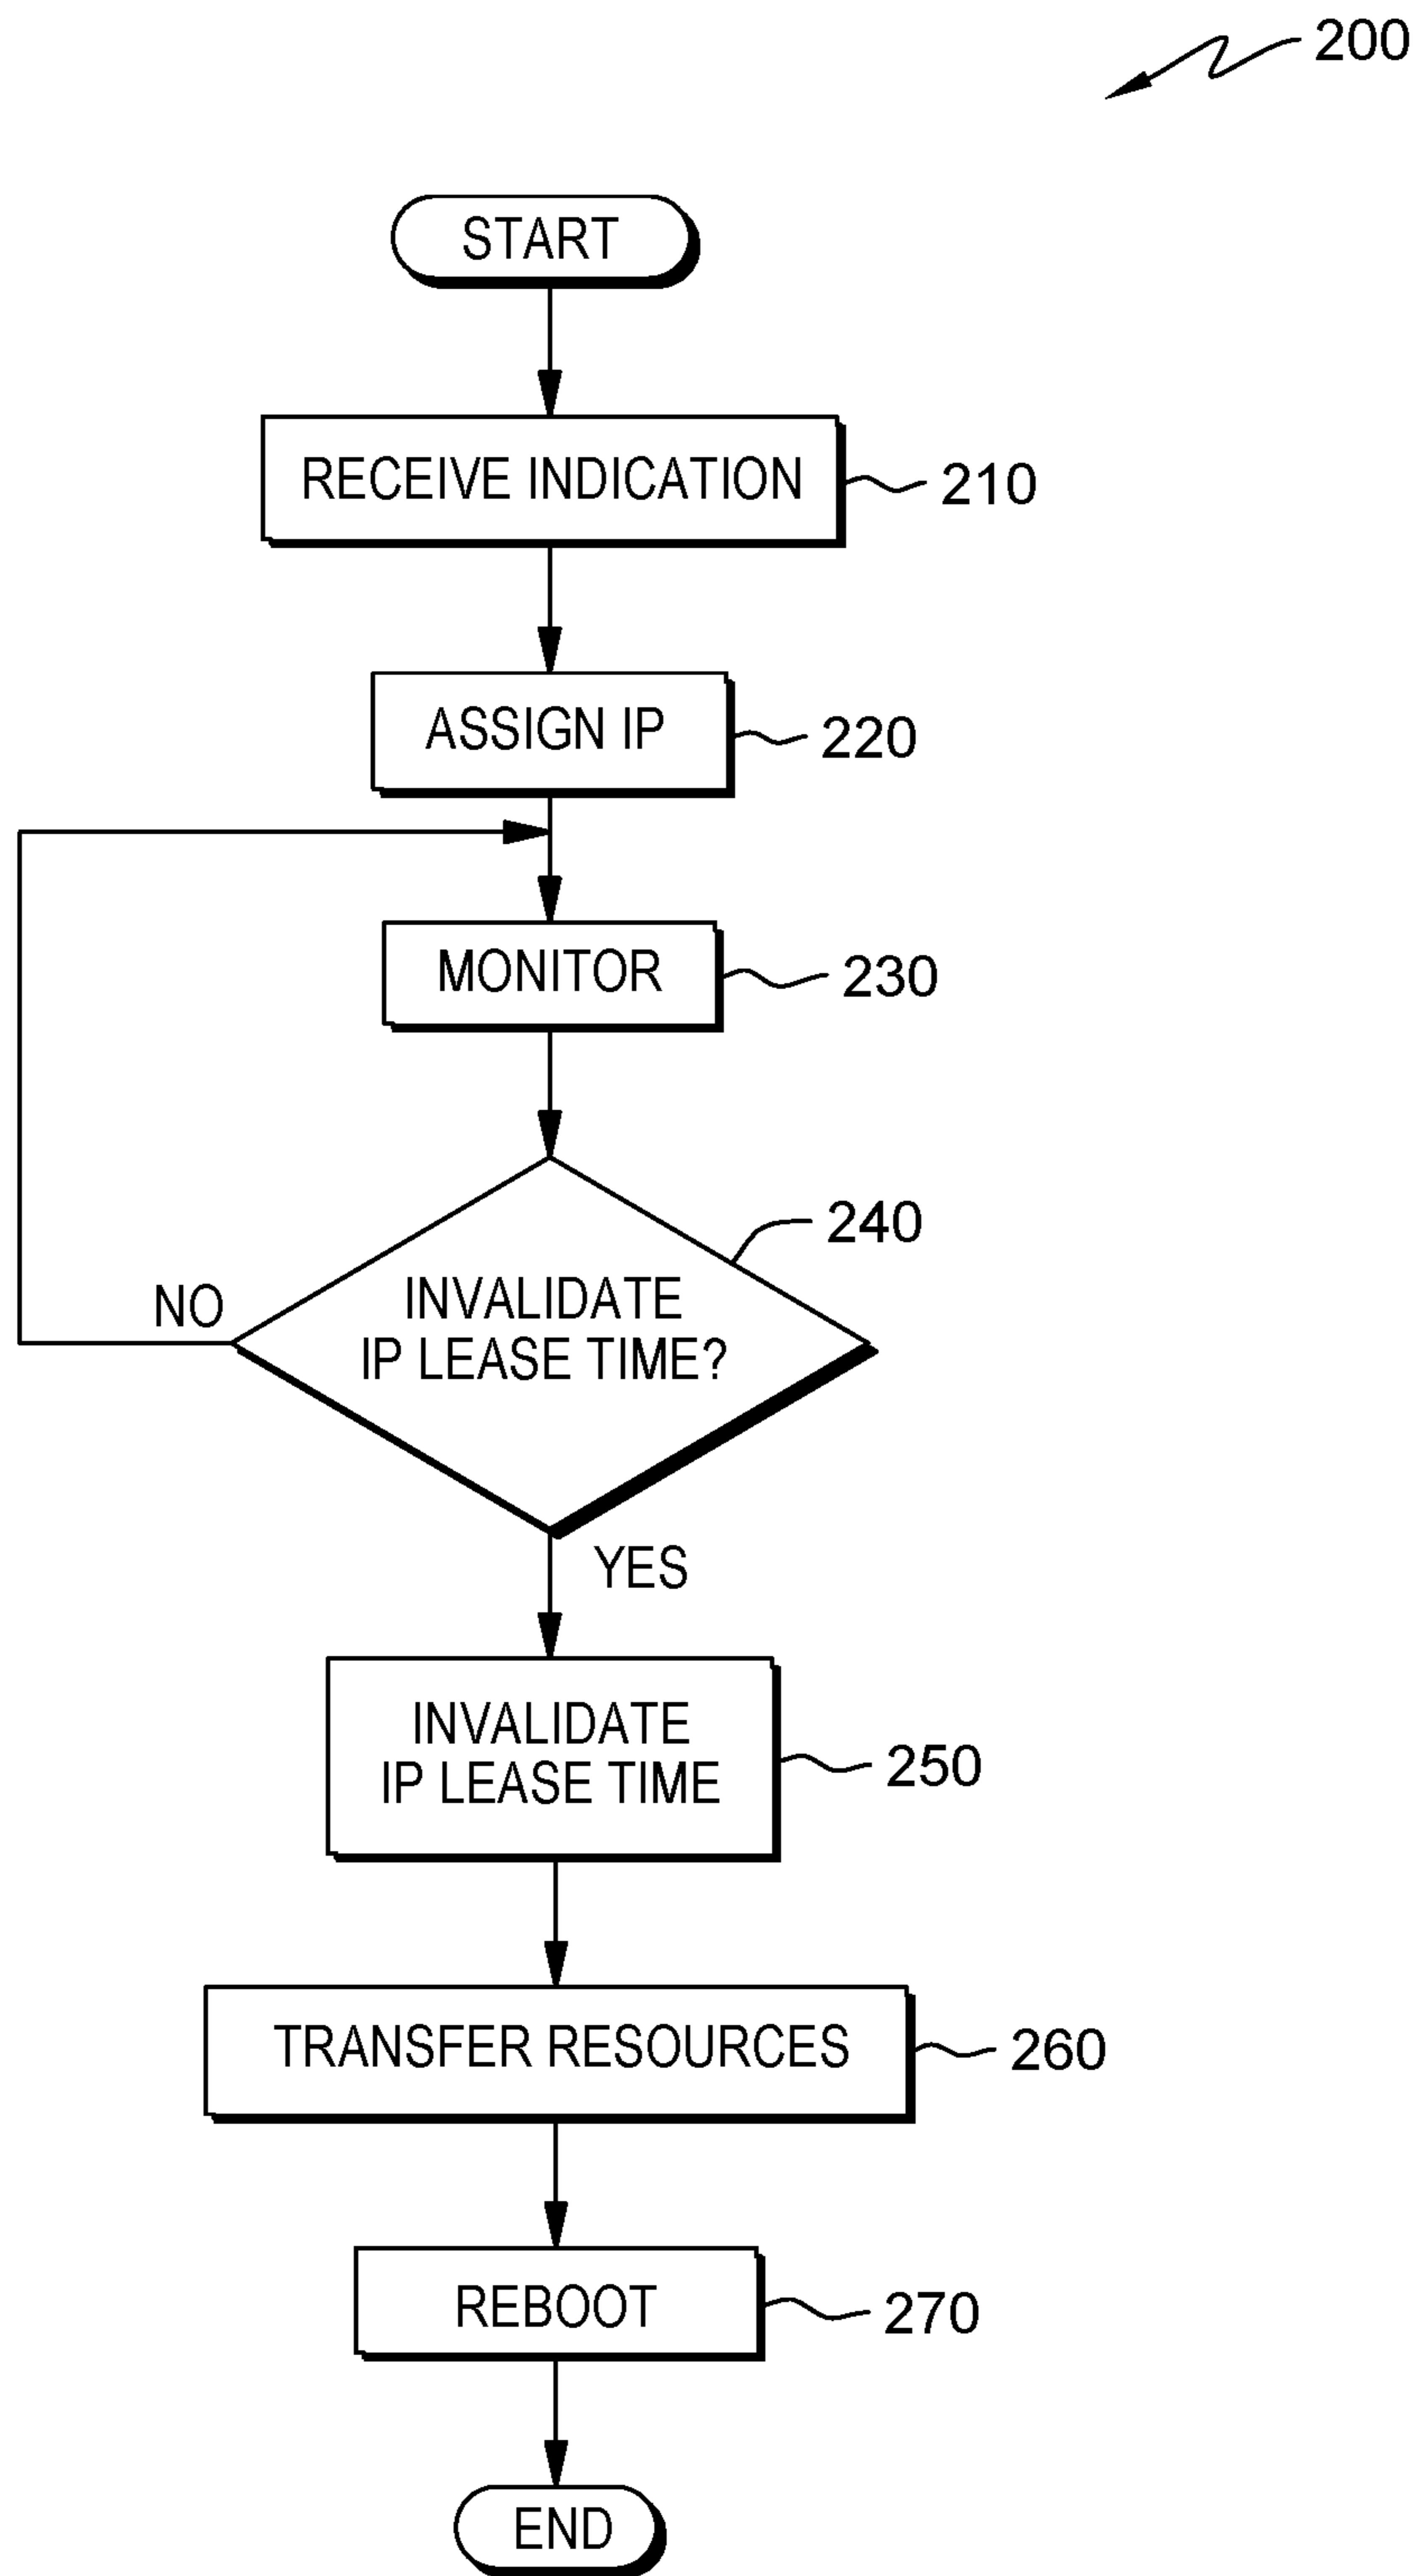 200
START
RECEIVE INDICATION
210
ASSIGN IP
220
MONITOR
230
240
INVALIDATE
IP LEASE TIME?
NO
YES
INVALIDATE
IP LEASE TIME
250
TRANSFER RESOURCES
260
REBOOT
270
END